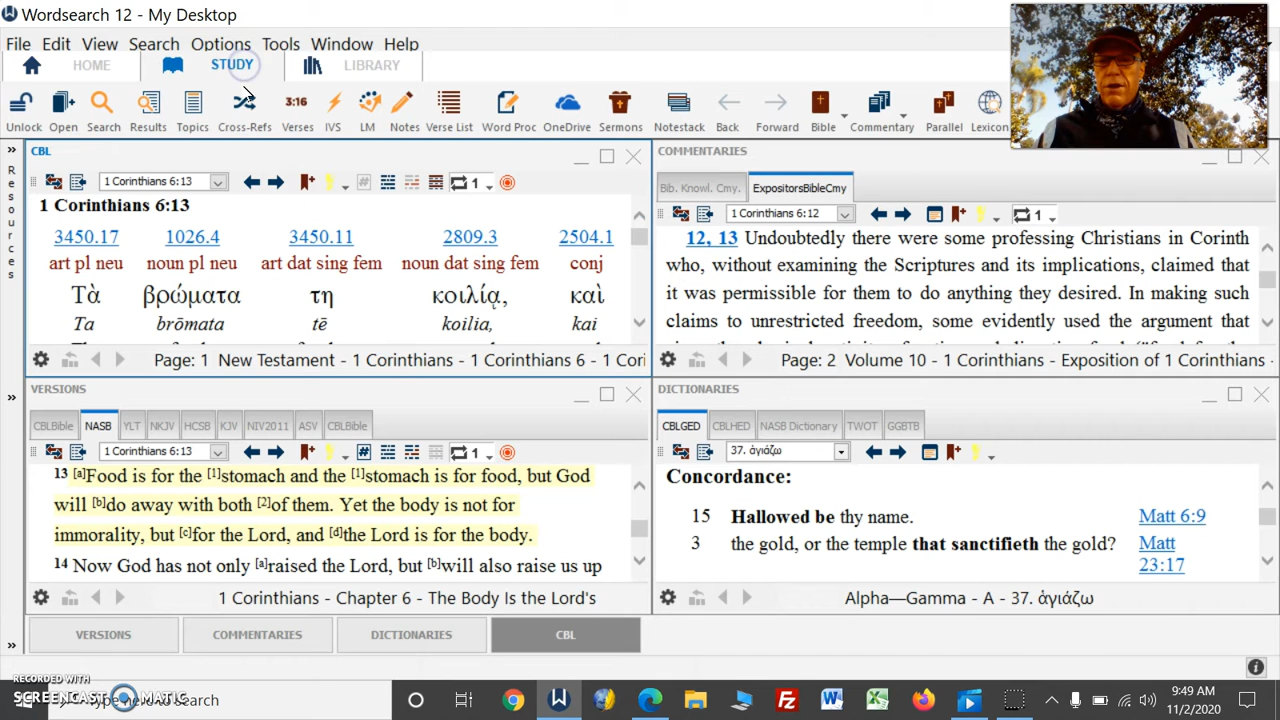 Wordsearch 12 - My Desktop
File Edit View Search Options Tools Window Help
HOME STUDY LIBRARY
3:16
Unlock Open Search Results Topics Cross-Refs Verses IVS LM Notes Verse List Word Proc OneDrive Sermons Notestack Back Forward Bible Commentary Parallel Lexicon
» Resources
CBL
1 Corinthians 6:13 # 1
1 Corinthians 6:13
3450.17 1026.4 3450.11 2809.3 2504.1
art pl neu noun pl neu art dat sing fem noun dat sing fem conj
Τὰ βρώματα τη κοιλίᾳ, καὶ
Ta brōmata tē koilia, kai
Page: 1 New Testament - 1 Corinthians - 1 Corinthians 6 - 1 Cori
COMMENTARIES
Bib. Knowl. Cmy. ExpositorsBibleCmy
1 Corinthians 6:12 1
12, 13 Undoubtedly there were some professing Christians in Corinth
who, without examining the Scriptures and its implications, claimed that
it was permissible for them to do anything they desired. In making such
claims to unrestricted freedom, some evidently used the argument that
Page: 2 Volume 10 - 1 Corinthians - Exposition of 1 Corinthians -
»
VERSIONS
CBLBible NASB YLT NKJV HCSB KJV NIV2011 ASV CBLBible
1 Corinthians 6:13 # 1
13 [a]Food is for the [1]stomach and the [1]stomach is for food, but God
will [b]do away with both [2]of them. Yet the body is not for
immorality, but [c]for the Lord, and [d]the Lord is for the body.
14 Now God has not only [a]raised the Lord, but [b]will also raise us up
1 Corinthians - Chapter 6 - The Body Is the Lord's
DICTIONARIES
CBLGED CBLHED NASB Dictionary TWOT GGBTB
37. ἁγιάζω
Concordance:
15 Hallowed be thy name. Matt 6:9
3 the gold, or the temple that sanctifieth the gold? Matt
23:17
Alpha—Gamma - A - 37. ἁγιάζω
»
VERSIONS COMMENTARIES DICTIONARIES CBL
RECORDED WITH
SCREENCAST MATIC
Type here to search
9:49 AM
11/2/2020